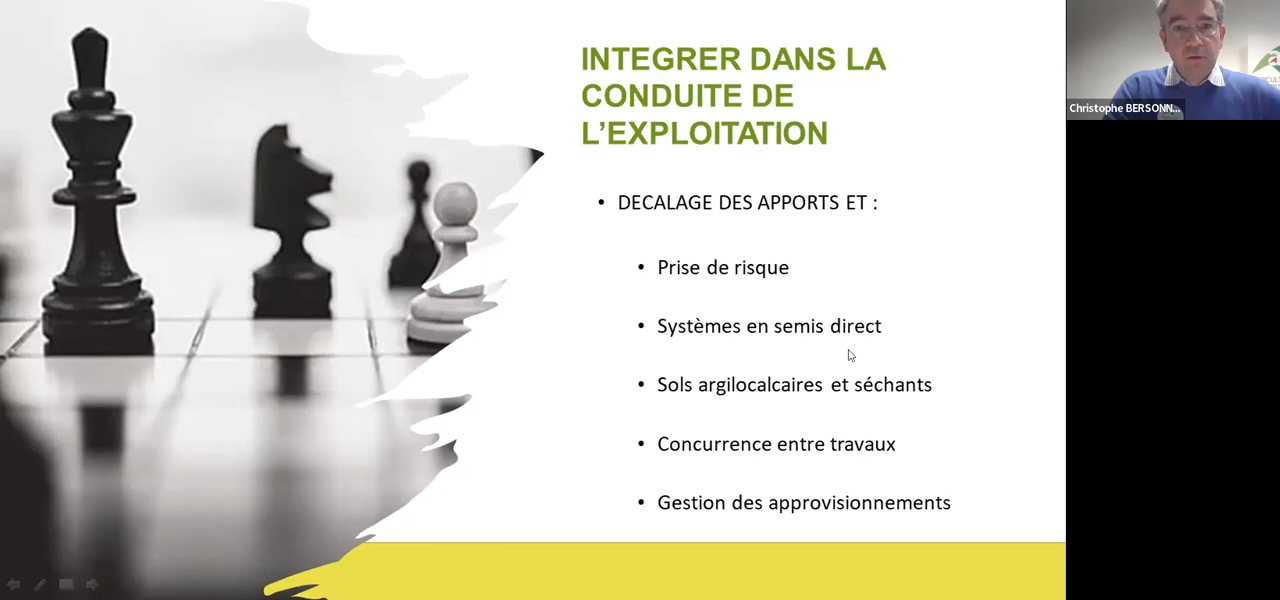 INTEGRER DANS LA
CONDUITE DE
L'EXPLOITATION
• DECALAGE DES APPORTS ET :
• Prise de risque
• Systèmes en semis direct
• Sols argilocalcaires et séchants
• Concurrence entre travaux
• Gestion des approvisionnements
Christophe BERSONN...